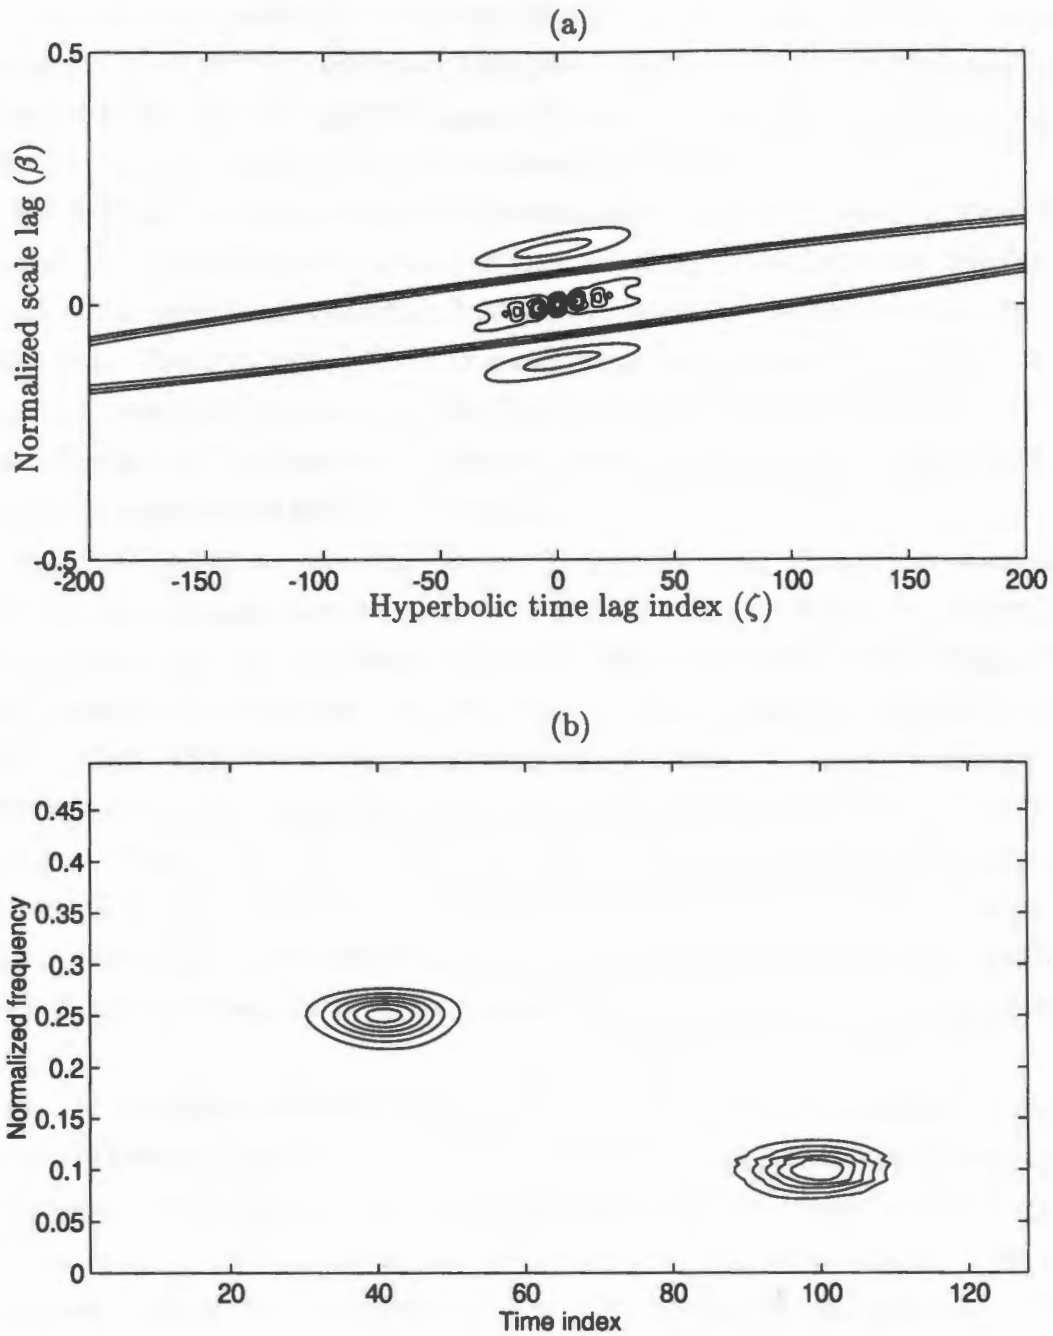 (a)
0.5
0
-0.5
Normalized scale lag (β)
-200 -150 -100 -50 0 50 100 150 200
Hyperbolic time lag index (ζ)
(b)
0.45
0.4
0.35
0.3
0.25
0.2
0.15
0.1
0.05
0
Normalized frequency
20 40 60 80 100 120
Time index